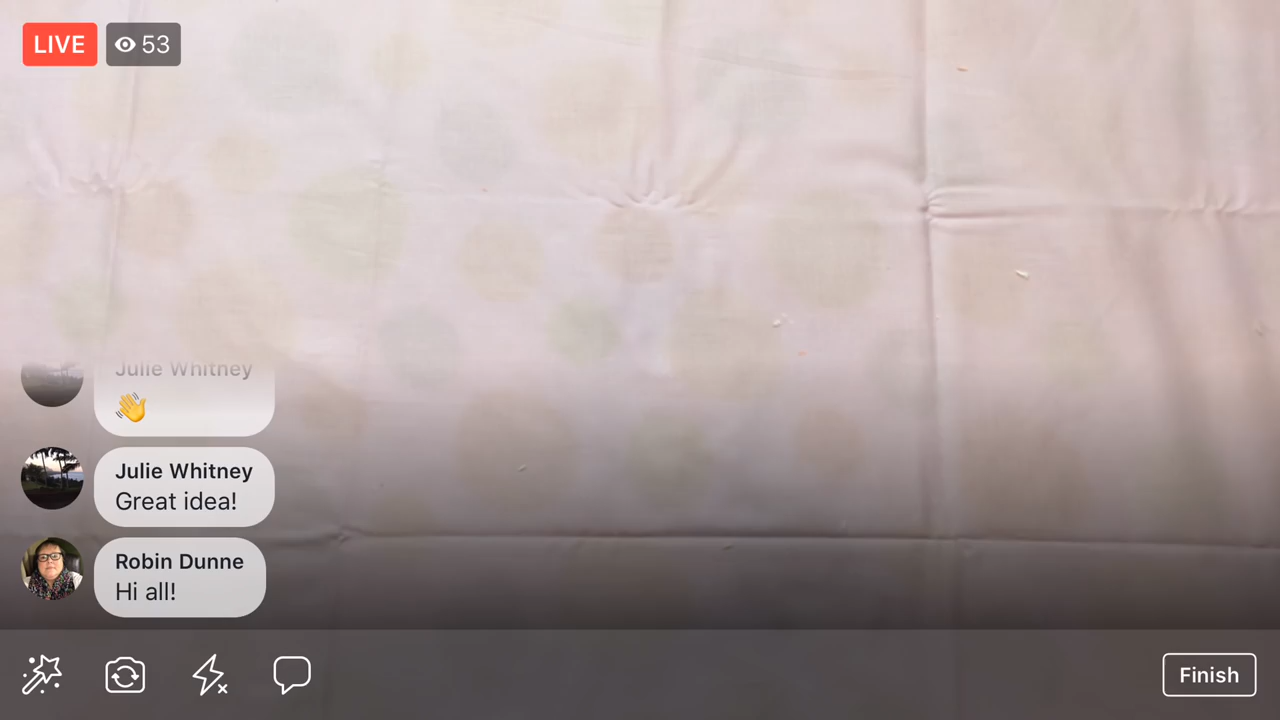 LIVE 53
Julie Whitney
👋
Julie Whitney
Great idea!
Robin Dunne
Hi all!
Finish